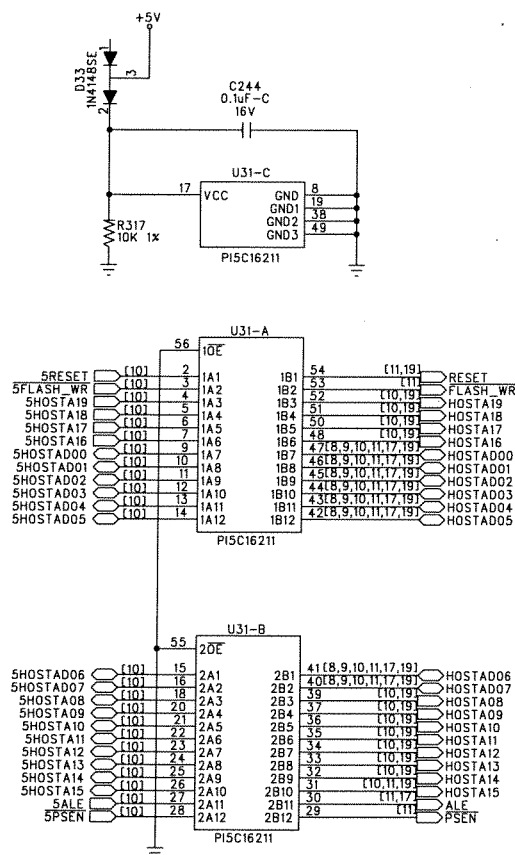 +5V
1
D33
1N4148SE
3
2
C244
0.1uF-C
16V
U31-C
17 VCC GND 8
GND1 19
GND2 38
GND3 49
R317
10K 1%
PI5C16211
U31-A
56 1OE
5RESET [10] 2 1A1 1B1 54 [11,19] RESET
5FLASH_WR [10] 3 1A2 1B2 53 [11] FLASH_WR
5HOSTA19 [10] 4 1A3 1B3 52 [10,19] HOSTA19
5HOSTA18 [10] 5 1A4 1B4 51 [10,19] HOSTA18
5HOSTA17 [10] 6 1A5 1B5 50 [10,19] HOSTA17
5HOSTA16 [10] 7 1A6 1B6 48 [10,19] HOSTA16
5HOSTAD00 [10] 9 1A7 1B7 47 [8,9,10,11,17,19] HOSTAD00
5HOSTAD01 [10] 10 1A8 1B8 46 [8,9,10,11,17,19] HOSTAD01
5HOSTAD02 [10] 11 1A9 1B9 45 [8,9,10,11,17,19] HOSTAD02
5HOSTAD03 [10] 12 1A10 1B10 44 [8,9,10,11,17,19] HOSTAD03
5HOSTAD04 [10] 13 1A11 1B11 43 [8,9,10,11,17,19] HOSTAD04
5HOSTAD05 [10] 14 1A12 1B12 42 [8,9,10,11,17,19] HOSTAD05
PI5C16211
U31-B
55 2OE
5HOSTAD06 [10] 15 2A1 2B1 41 [8,9,10,11,17,19] HOSTAD06
5HOSTAD07 [10] 16 2A2 2B2 40 [8,9,10,11,17,19] HOSTAD07
5HOSTA08 [10] 18 2A3 2B3 39 [10,19] HOSTA08
5HOSTA09 [10] 20 2A4 2B4 37 [10,19] HOSTA09
5HOSTA10 [10] 21 2A5 2B5 36 [10,19] HOSTA10
5HOSTA11 [10] 22 2A6 2B6 35 [10,19] HOSTA11
5HOSTA12 [10] 23 2A7 2B7 34 [10,19] HOSTA12
5HOSTA13 [10] 24 2A8 2B8 33 [10,19] HOSTA13
5HOSTA14 [10] 25 2A9 2B9 32 [10,19] HOSTA14
5HOSTA15 [10] 26 2A10 2B10 31 [10,11,19] HOSTA15
5ALE [10] 27 2A11 2B11 30 [11,17] ALE
5PSEN [10] 28 2A12 2B12 29 [11] PSEN
PI5C16211